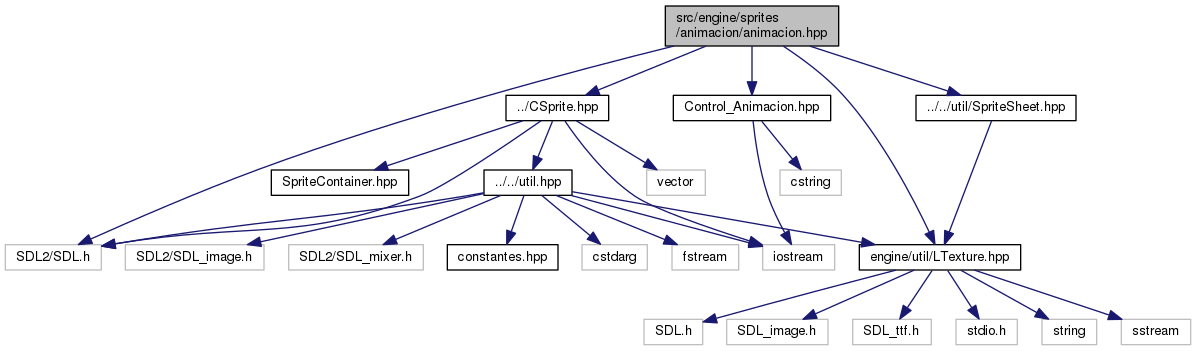 src/engine/sprites
/animacion/animacion.hpp
../CSprite.hpp
Control_Animacion.hpp
../../util/SpriteSheet.hpp
SpriteContainer.hpp
../../util.hpp
vector
cstring
SDL2/SDL.h
SDL2/SDL_image.h
SDL2/SDL_mixer.h
constantes.hpp
cstdarg
fstream
iostream
engine/util/LTexture.hpp
SDL.h
SDL_image.h
SDL_ttf.h
stdio.h
string
sstream